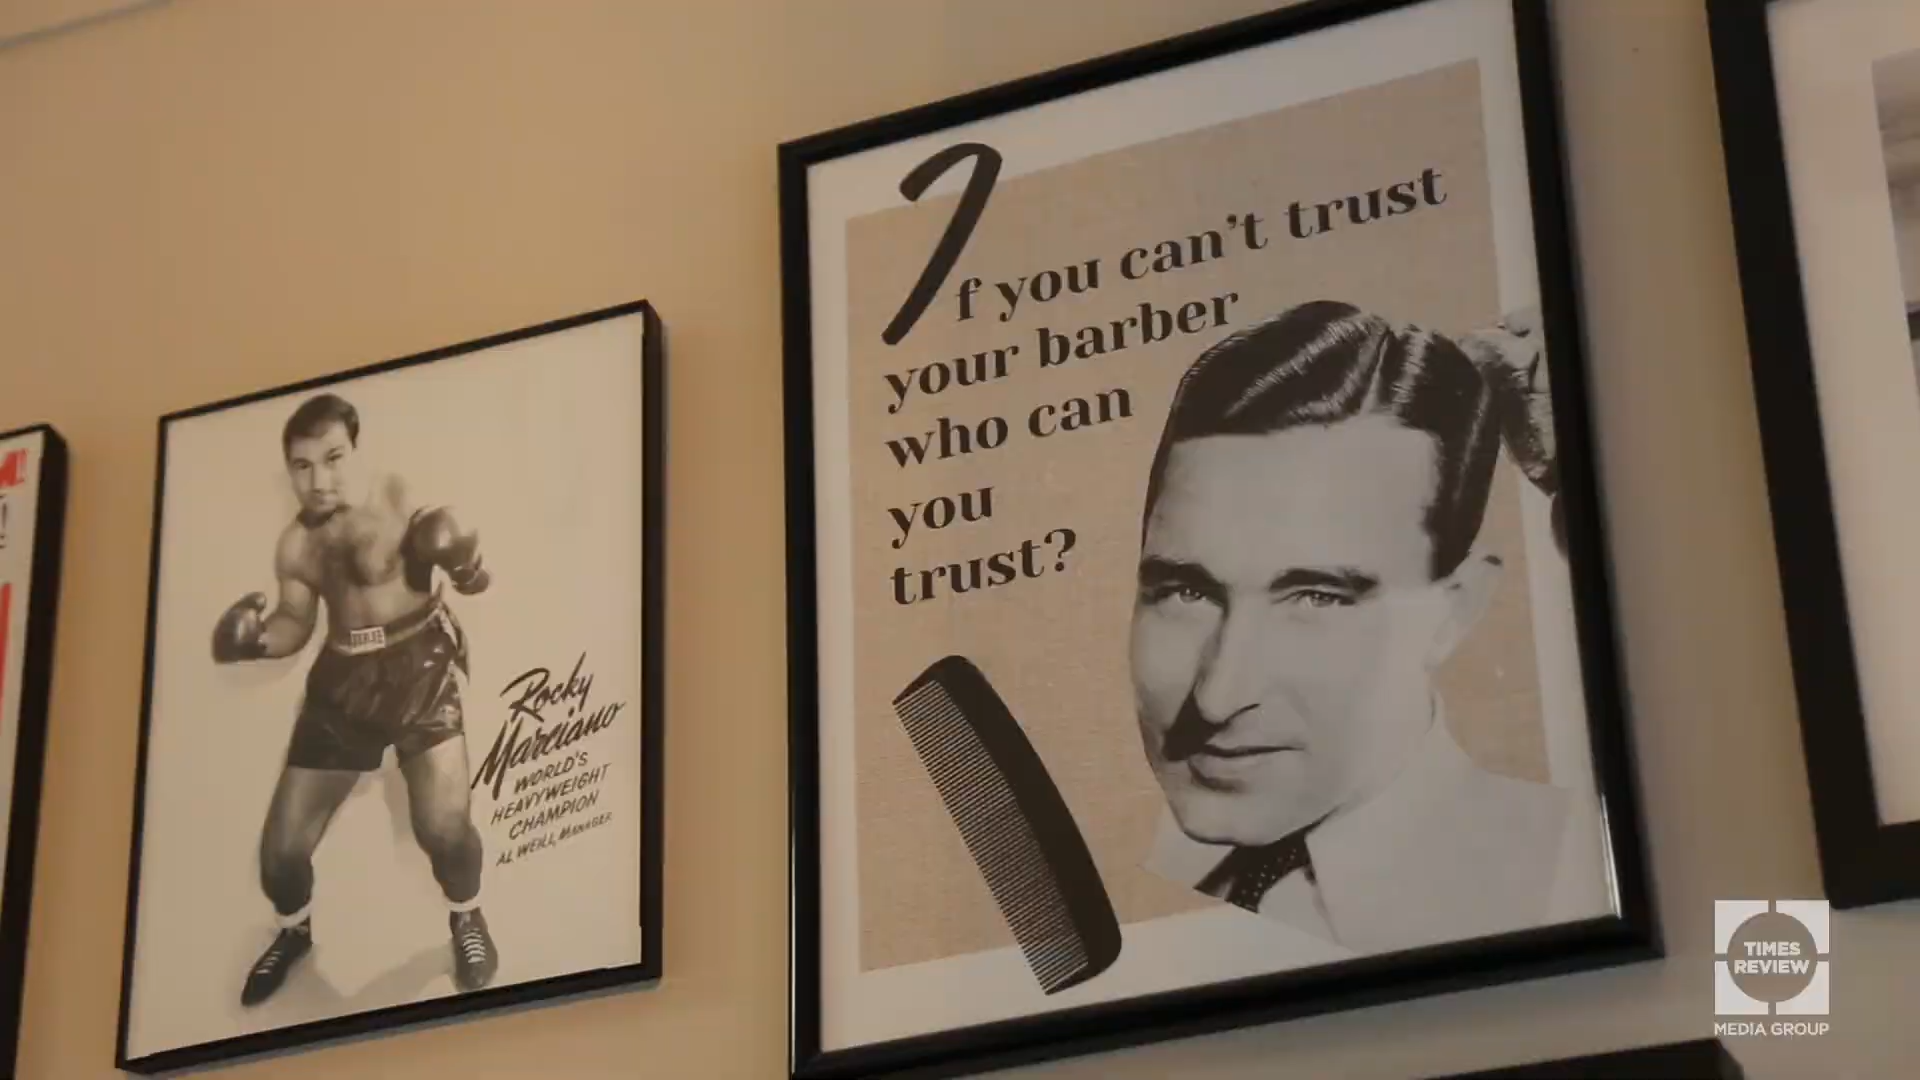 !
Rocky
Marciano
WORLD'S
HEAVYWEIGHT
CHAMPION
AL WEILL, MANAGER
If you can't trust
your barber
who can
you
trust?
TIMES
REVIEW
MEDIA GROUP